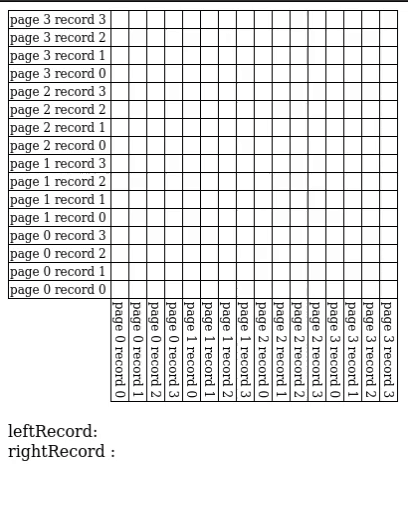 page 3 record 3
page 3 record 2
page 3 record 1
page 3 record 0
page 2 record 3
page 2 record 2
page 2 record 1
page 2 record 0
page 1 record 3
page 1 record 2
page 1 record 1
page 1 record 0
page 0 record 3
page 0 record 2
page 0 record 1
page 0 record 0
page 0 record 0
page 0 record 1
page 0 record 2
page 0 record 3
page 1 record 0
page 1 record 1
page 1 record 2
page 1 record 3
page 2 record 0
page 2 record 1
page 2 record 2
page 2 record 3
page 3 record 0
page 3 record 1
page 3 record 2
page 3 record 3
leftRecord:
rightRecord :